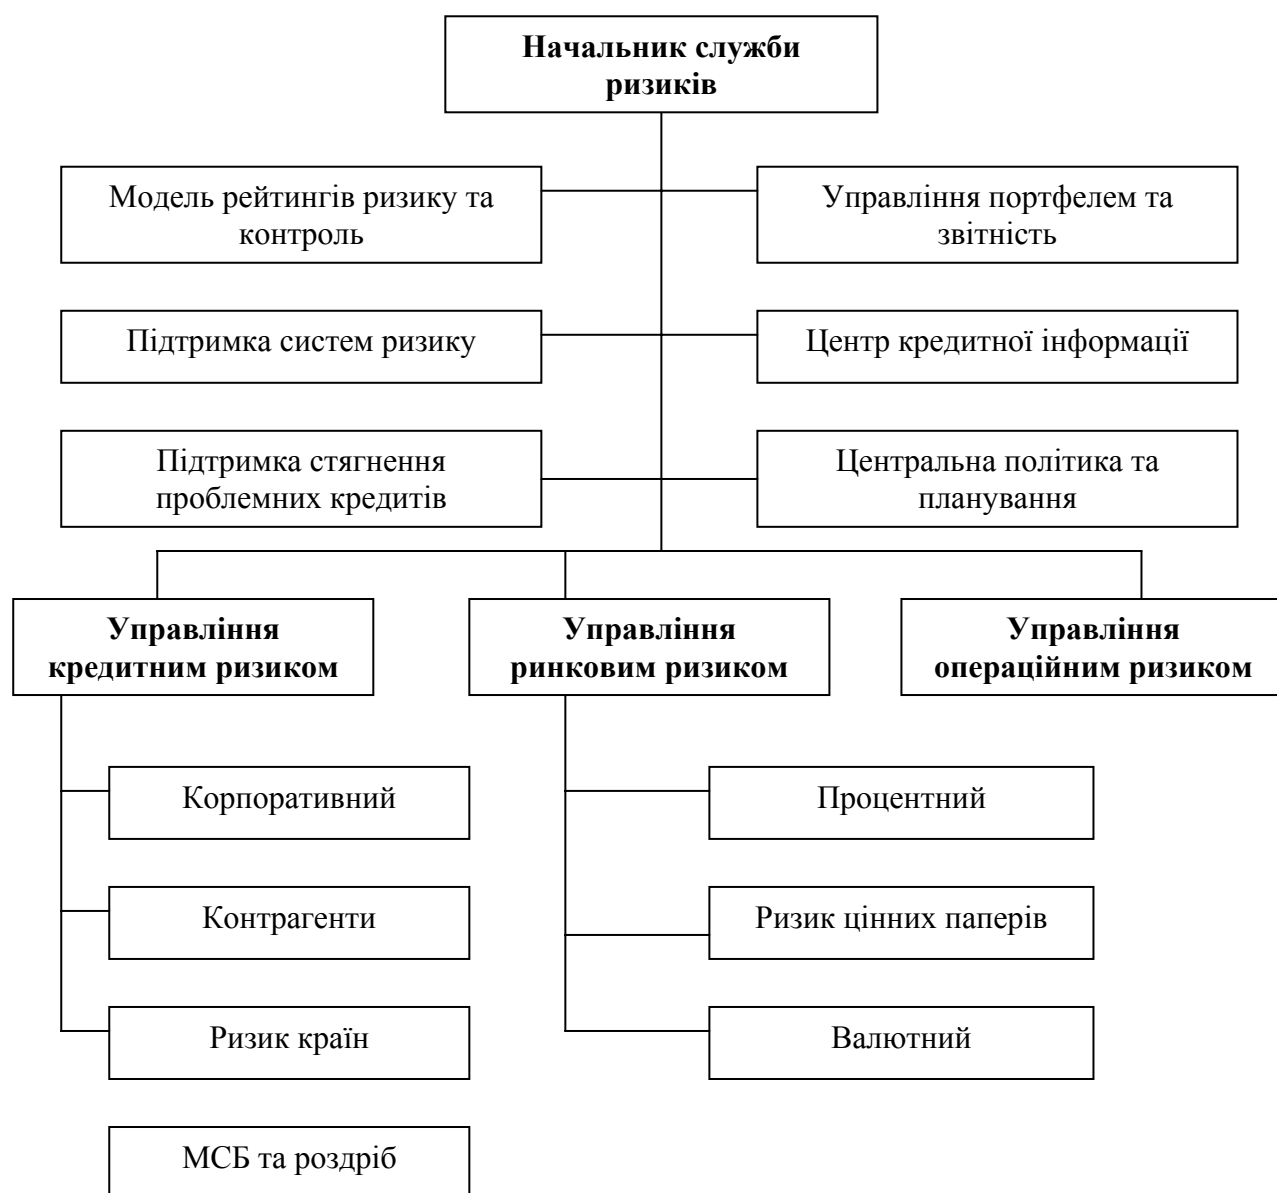 Начальник служби
ризиків
Модель рейтингів ризику та
контроль
Управління портфелем та
звітність
Підтримка систем ризику
Центр кредитної інформації
Підтримка стягнення
проблемних кредитів
Центральна політика та
планування
Управління
кредитним ризиком
Управління
ринковим ризиком
Управління
операційним ризиком
Корпоративний
Процентний
Контрагенти
Ризик цінних паперів
Ризик країн
Валютний
МСБ та роздріб